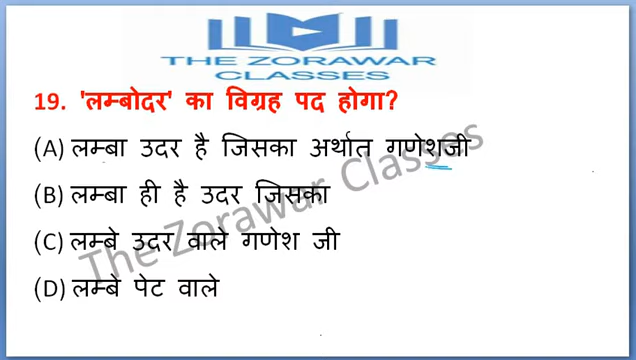 THE ZORAWAR
CLASSES
19. 'लम्बोदर' का विग्रह पद होगा?
(A) लम्बा उदर है जिसका अर्थात गणेशजी
(B) लम्बा ही है उदर जिसका
(C) लम्बे उदर वाले गणेश जी
(D) लम्बे पेट वाले
The Zorawar Classes